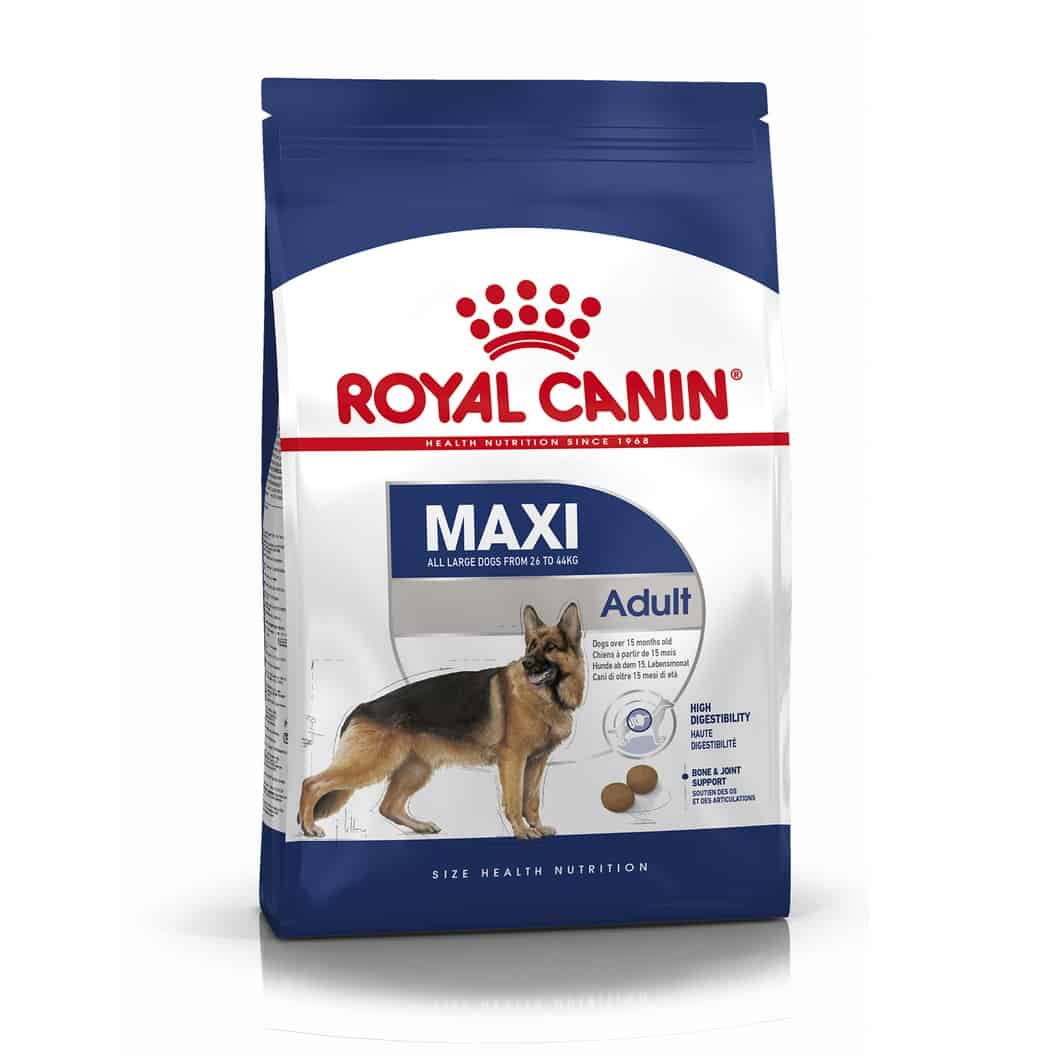 ROYAL CANIN®
HEALTH NUTRITION SINCE 1968
MAXI
ALL LARGE DOGS FROM 26 TO 44KG
Adult
Dogs over 15 months old
Chiens à partir de 15 mois
Hunde ab dem 15. Lebensmonat
Cani di oltre 15 mesi di età
HIGH
DIGESTIBILITY
HAUTE
DIGESTIBILITÉ
BONE & JOINT
SUPPORT
SOUTIEN DES OS
ET DES ARTICULATIONS
SIZE HEALTH NUTRITION